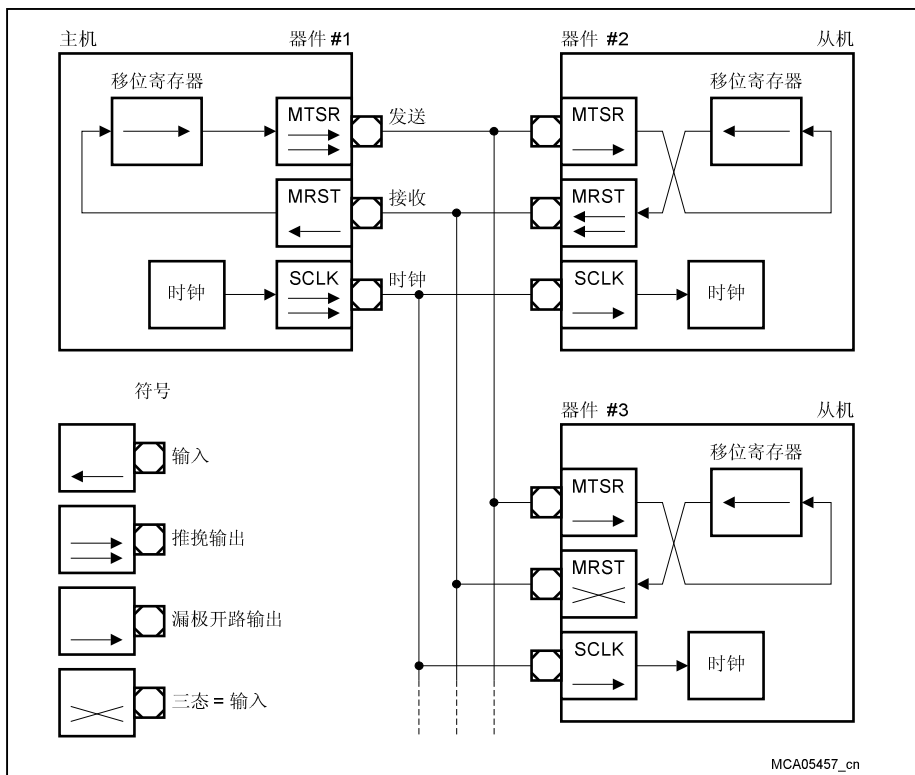 主机 器件 #1
移位寄存器
MTSR
发送
MRST
接收
时钟
SCLK
时钟
器件 #2 从机
MTSR
移位寄存器
MRST
SCLK
时钟
符号
输入
推挽输出
漏极开路输出
三态 = 输入
器件 #3 从机
移位寄存器
MTSR
MRST
SCLK
时钟
MCA05457_cn